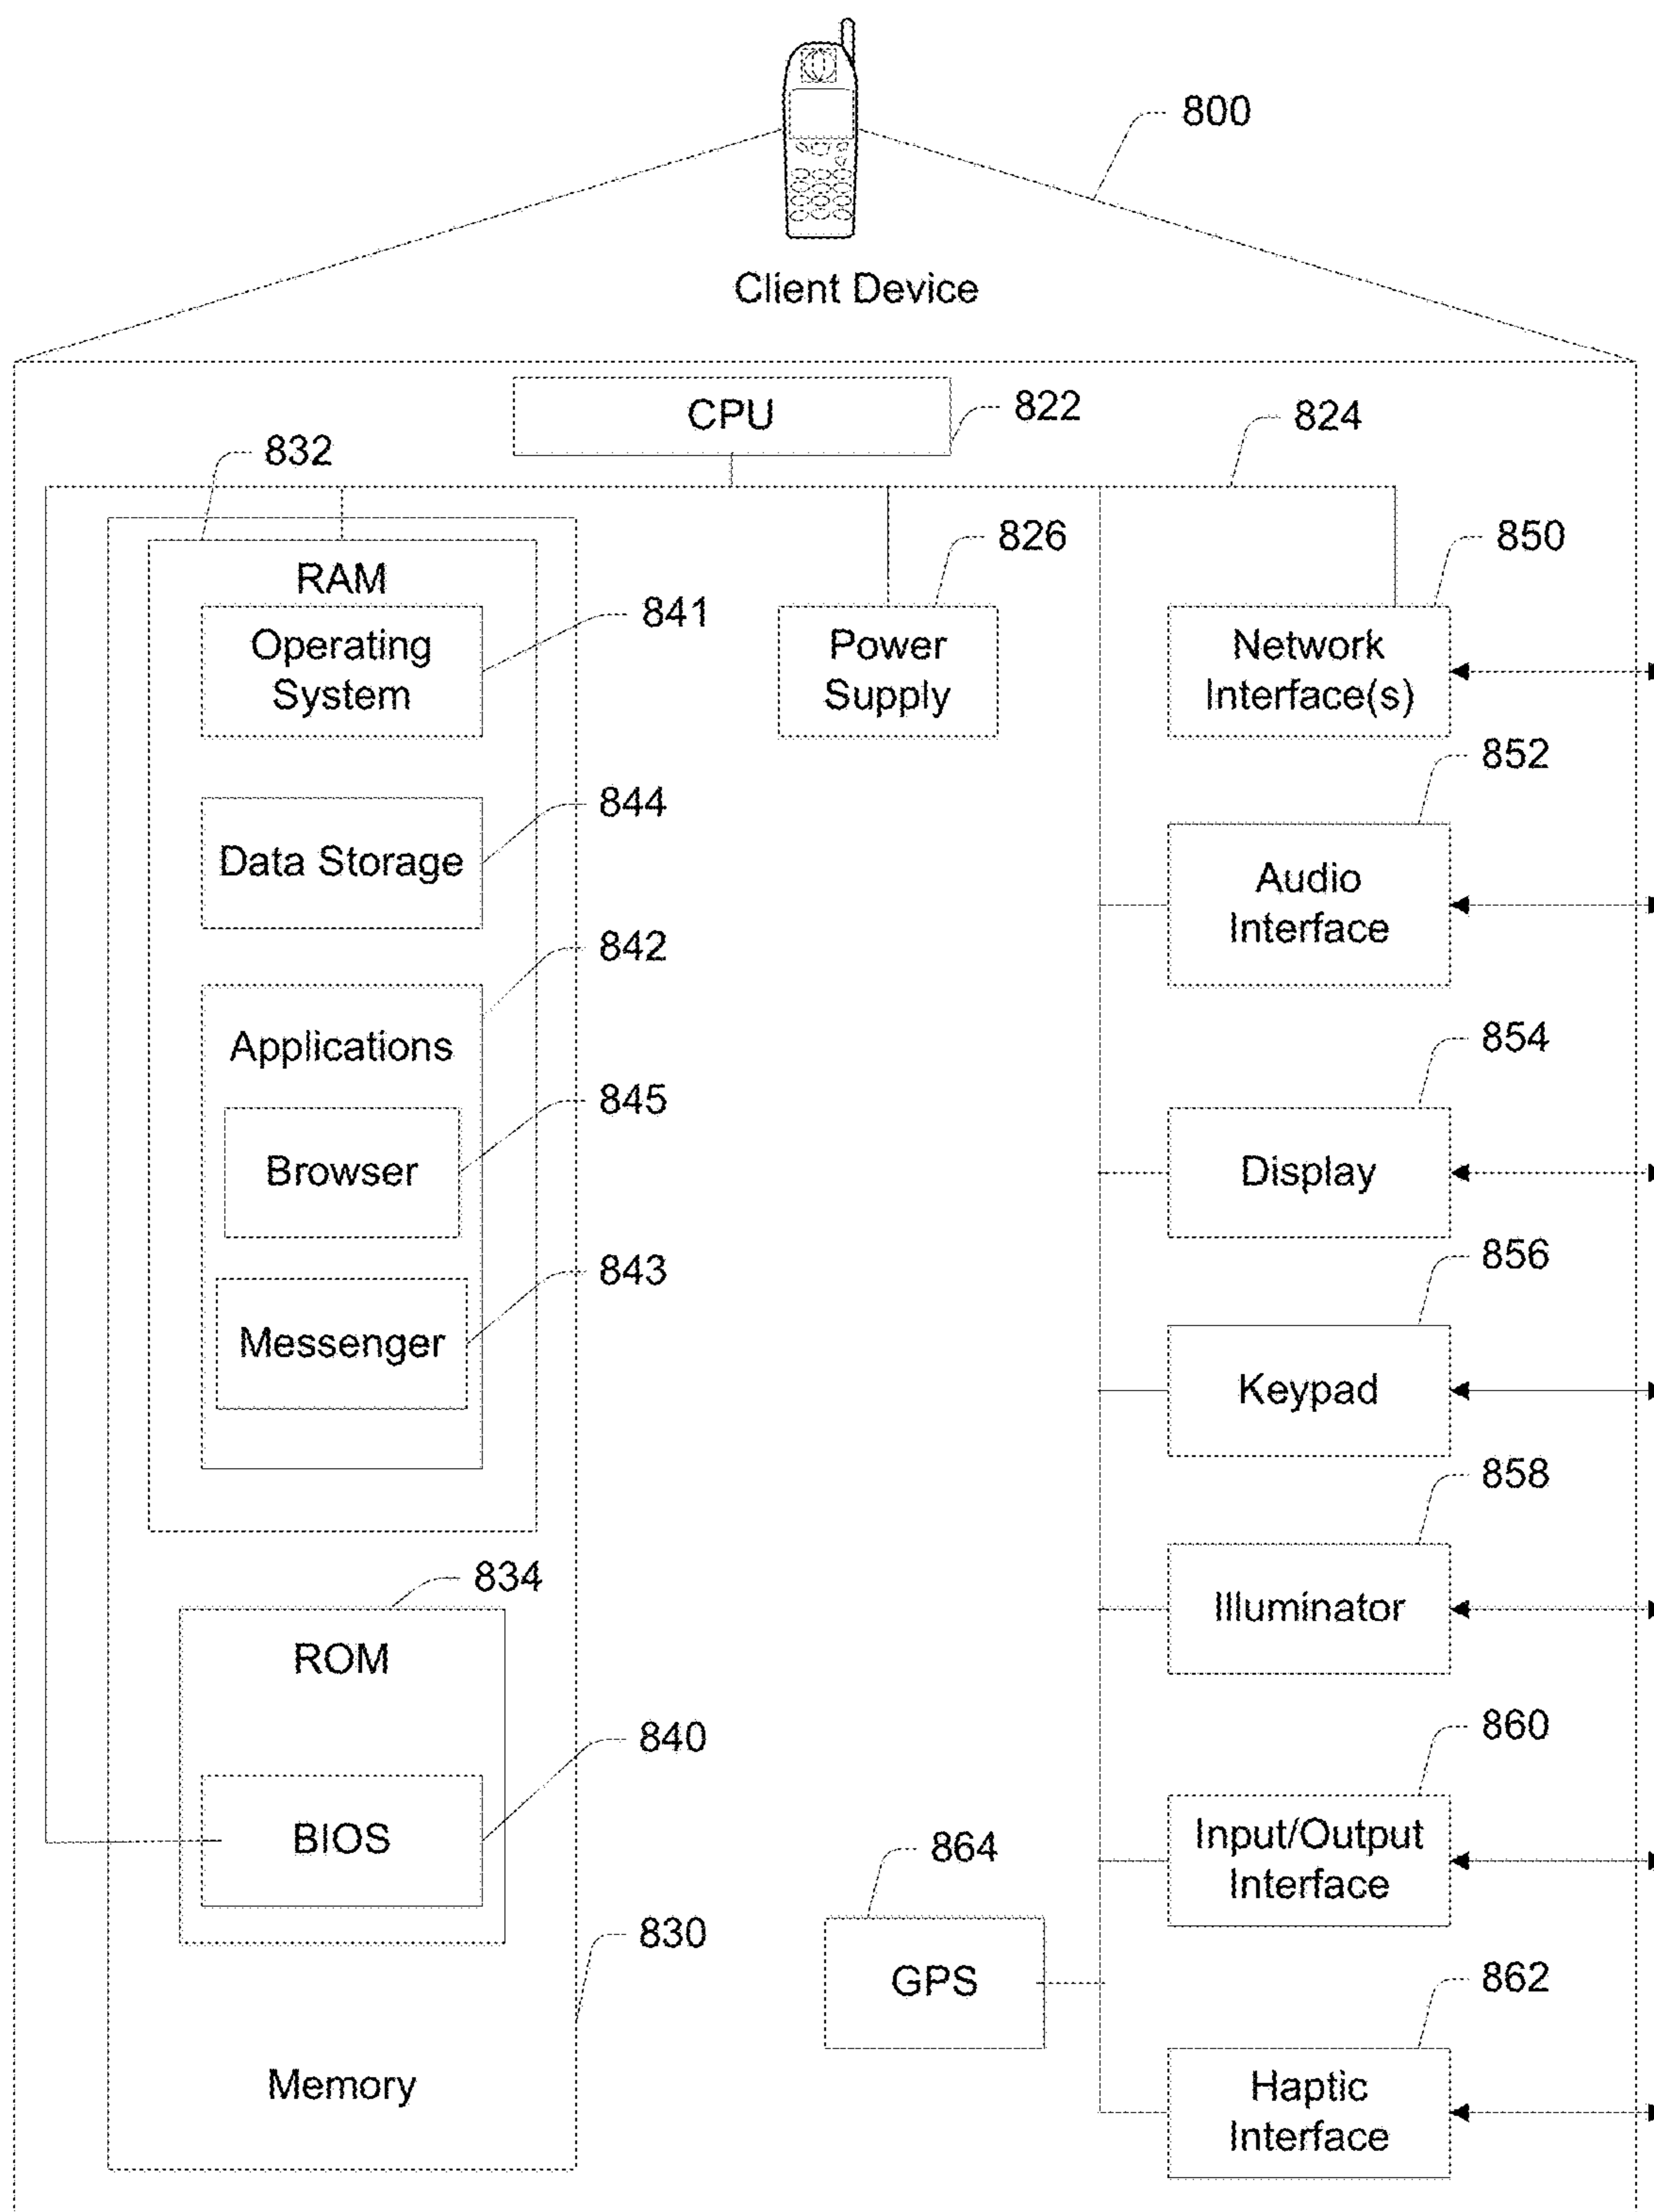 800
Client Device
CPU
822
824
832
826
850
RAM
Operating
System
841
Power
Supply
Network
Interface(s)
852
844
Data Storage
Audio
Interface
842
Applications
854
845
Browser
Display
843
856
Messenger
Keypad
858
834
ROM
Illuminator
840
860
BIOS
864
Input/Output
Interface
830
GPS
862
Memory
Haptic
Interface